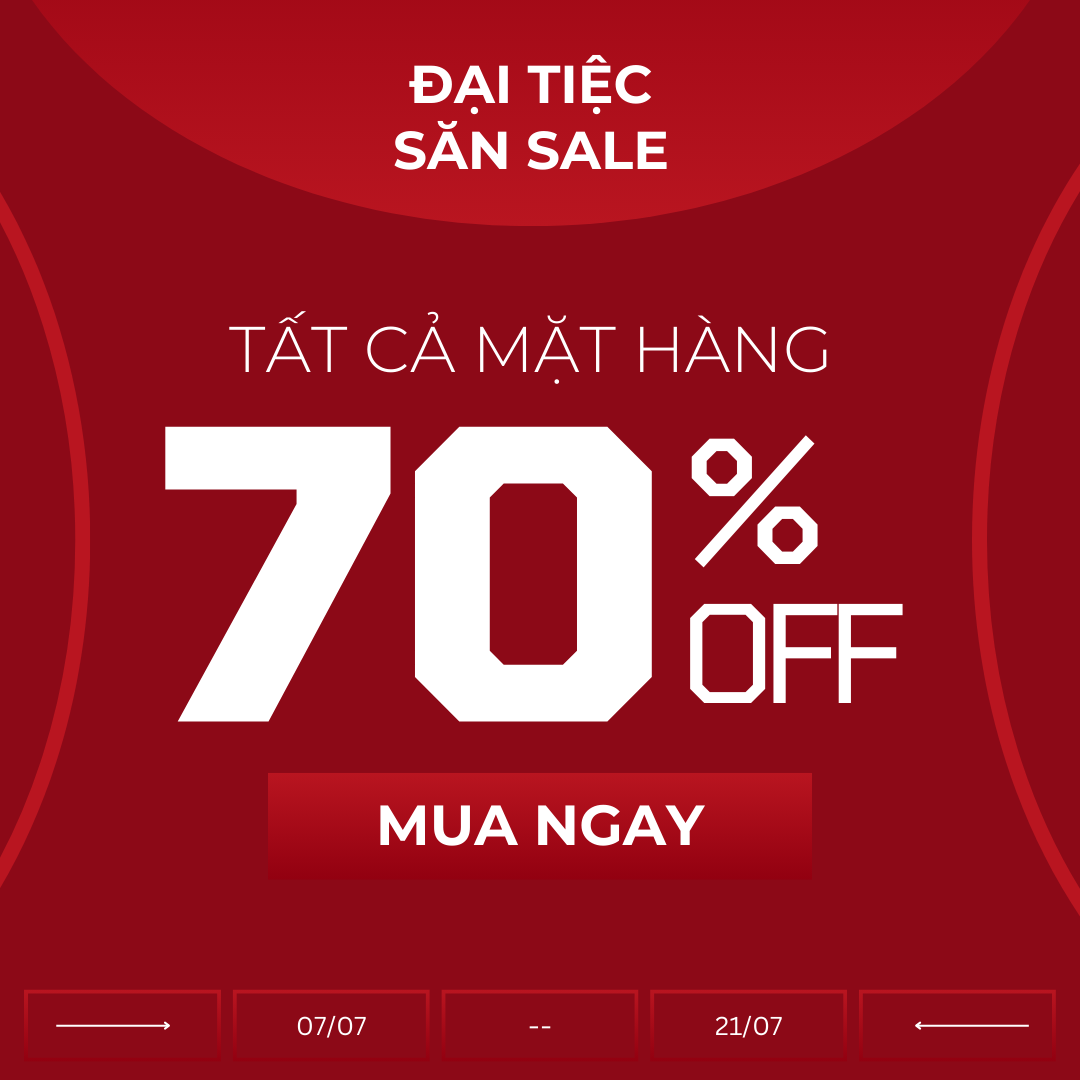 ĐẠI TIỆC
SĂN SALE
TẤT CẢ MẶT HÀNG
70%
OFF
MUA NGAY
07/07 -- 21/07